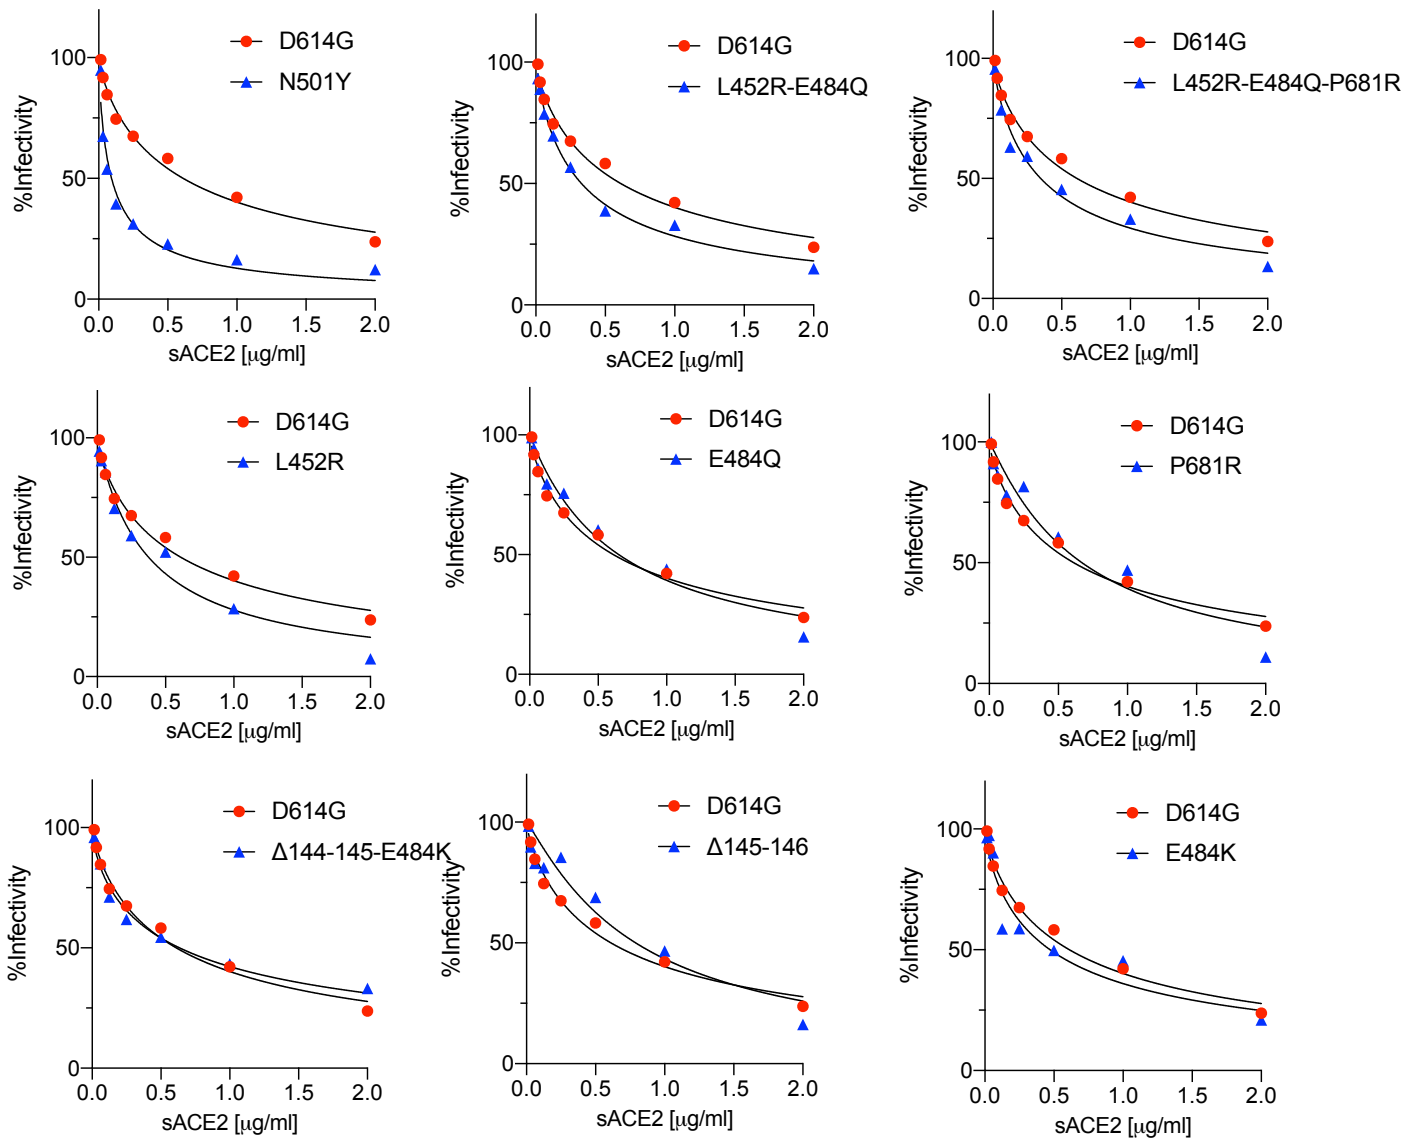 D614G
N501Y
100
50
0
%Infectivity
0.0 0.5 1.0 1.5 2.0
sACE2 [μg/ml]
D614G
L452R-E484Q
100
50
0
%Infectivity
0.0 0.5 1.0 1.5 2.0
sACE2 [μg/ml]
D614G
L452R-E484Q-P681R
100
50
0
%Infectivity
0.0 0.5 1.0 1.5 2.0
sACE2 [μg/ml]
D614G
L452R
100
50
0
%Infectivity
0.0 0.5 1.0 1.5 2.0
sACE2 [μg/ml]
D614G
E484Q
100
50
0
%Infectivity
0.0 0.5 1.0 1.5 2.0
sACE2 [μg/ml]
D614G
P681R
100
50
0
%Infectivity
0.0 0.5 1.0 1.5 2.0
sACE2 [μg/ml]
D614G
Δ144-145-E484K
100
50
0
%Infectivity
0.0 0.5 1.0 1.5 2.0
sACE2 [μg/ml]
D614G
Δ145-146
100
50
0
%Infectivity
0.0 0.5 1.0 1.5 2.0
sACE2 [μg/ml]
D614G
E484K
100
50
0
%Infectivity
0.0 0.5 1.0 1.5 2.0
sACE2 [μg/ml]